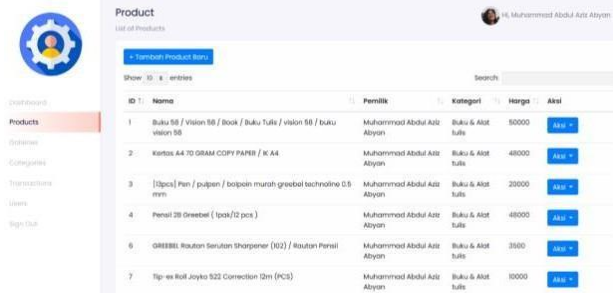 Product
Hi, Muhammad Abdul Aziz Abyan
List of Products
+ Tambah Product Baru
Show 10 entries
Search:
Dashboard
Products
Galleries
Categories
Transactions
Users
Sign Out
ID Nama Pemilik Kategori Harga Aksi
1 Buku 58 / Vision 58 / Book / Buku Tulis / vision 58 / buku Muhammad Abdul Aziz Buku & Alat 50000 Aksi
vision 58 Abyan tulis
2 Kertas A4 70 GRAM COPY PAPER / IK A4 Muhammad Abdul Aziz Buku & Alat 48000 Aksi
Abyan tulis
3 [12pcs] Pen / pulpen / bolpoin murah greebel technoline 0.5 Muhammad Abdul Aziz Buku & Alat 20000 Aksi
mm Abyan tulis
4 Pensil 2B Greebel ( 1pak/12 pcs ) Muhammad Abdul Aziz Buku & Alat 48000 Aksi
Abyan tulis
6 GREEBEL Rautan Serutan Sharpener (102) / Rautan Pensil Muhammad Abdul Aziz Buku & Alat 3500 Aksi
Abyan tulis
7 Tip-ex Roll Joyko 522 Correction 12m (PCS) Muhammad Abdul Aziz Buku & Alat 10000 Aksi
Abyan tulis